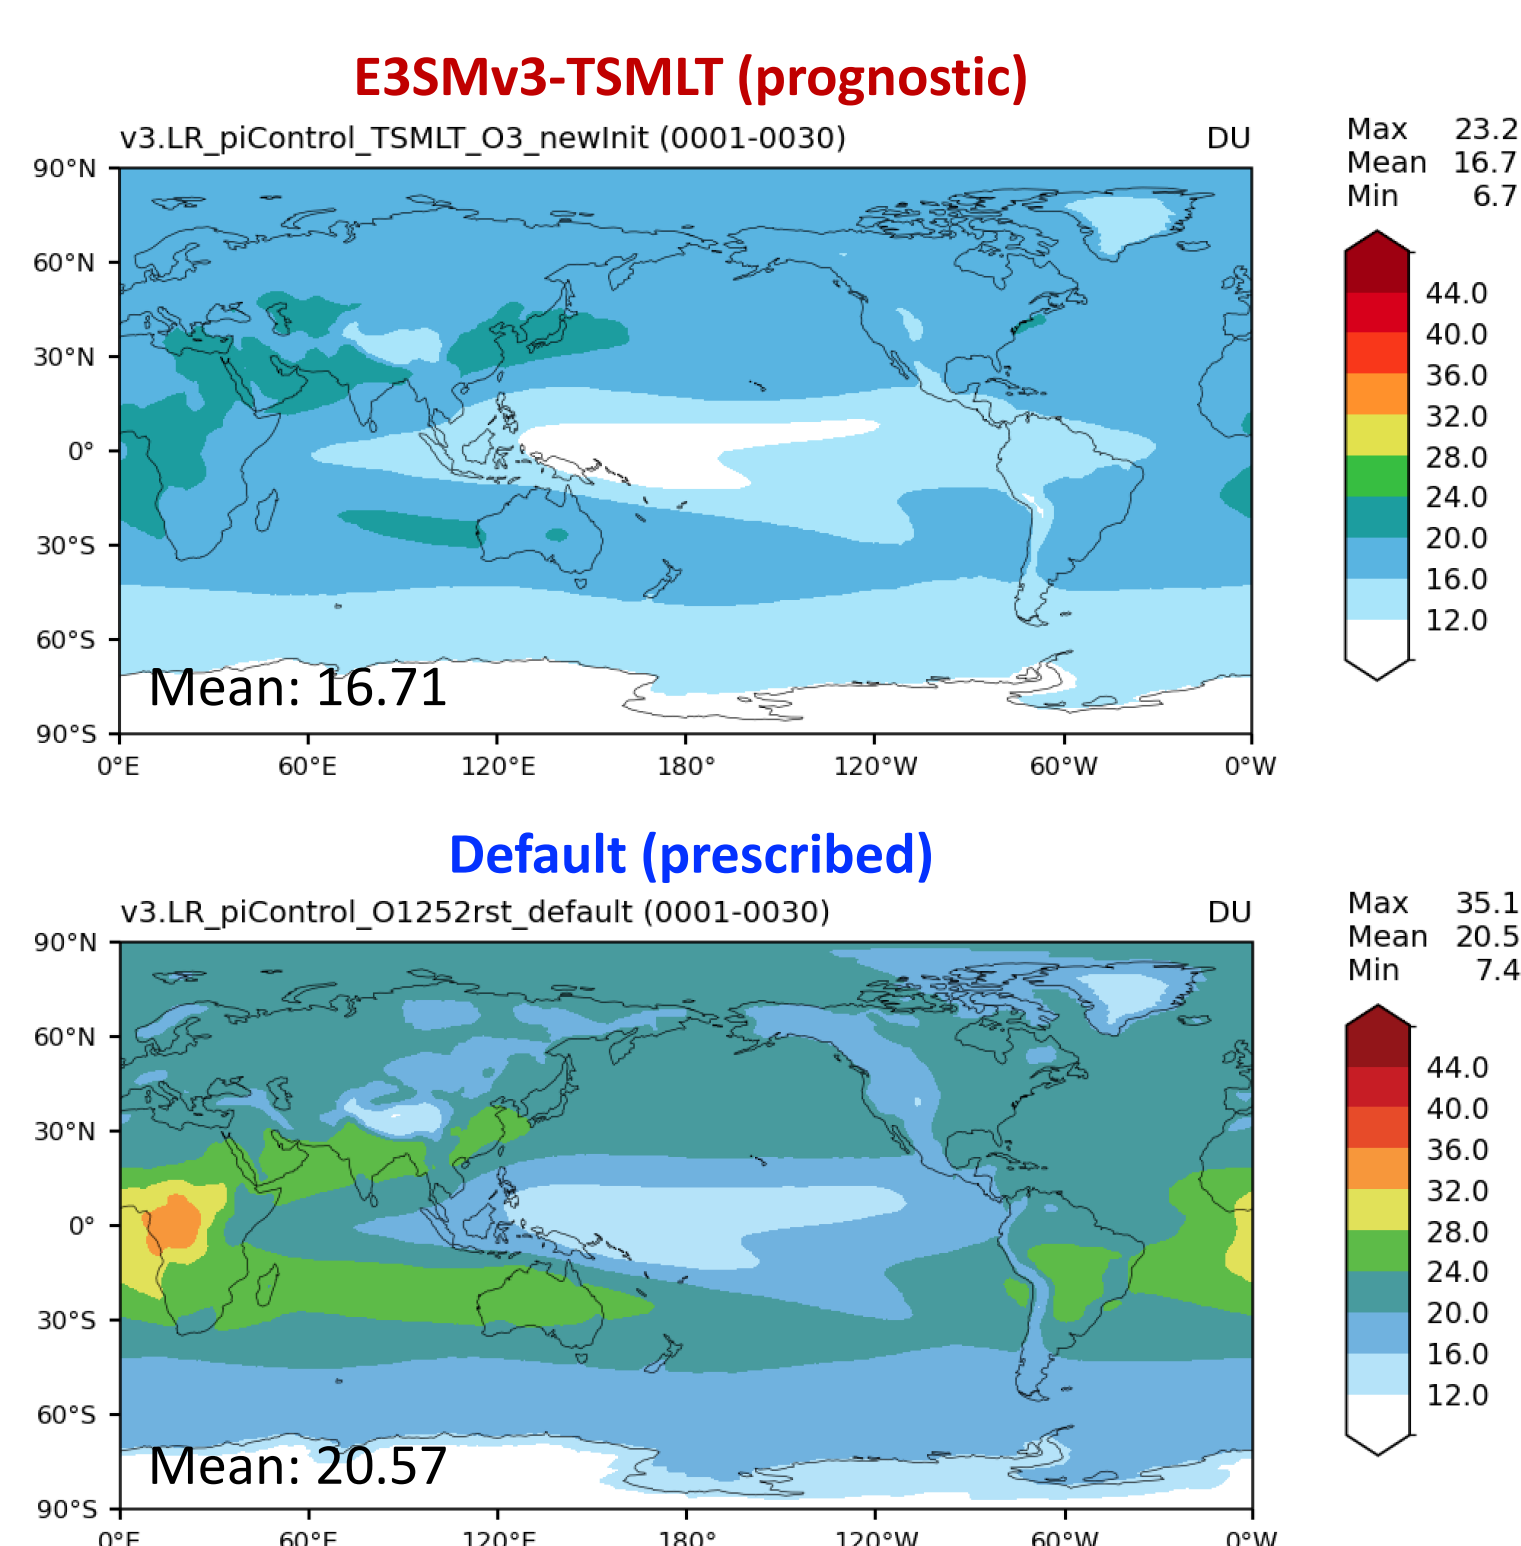 E3SMv3-TSMLT (prognostic)
v3.LR_piControl_TSMLT_O3_newInit (0001-0030) DU
Max 23.2
Mean 16.7
Min 6.7
90°N
60°N
30°N
0°
30°S
60°S
90°S
44.0
40.0
36.0
32.0
28.0
24.0
20.0
16.0
12.0
Mean: 16.71
0°E 60°E 120°E 180° 120°W 60°W 0°W
Default (prescribed)
v3.LR_piControl_O1252rst_default (0001-0030) DU
Max 35.1
Mean 20.5
Min 7.4
90°N
60°N
30°N
0°
30°S
60°S
90°S
44.0
40.0
36.0
32.0
28.0
24.0
20.0
16.0
12.0
Mean: 20.57
0°E 60°E 120°E 180° 120°W 60°W 0°W